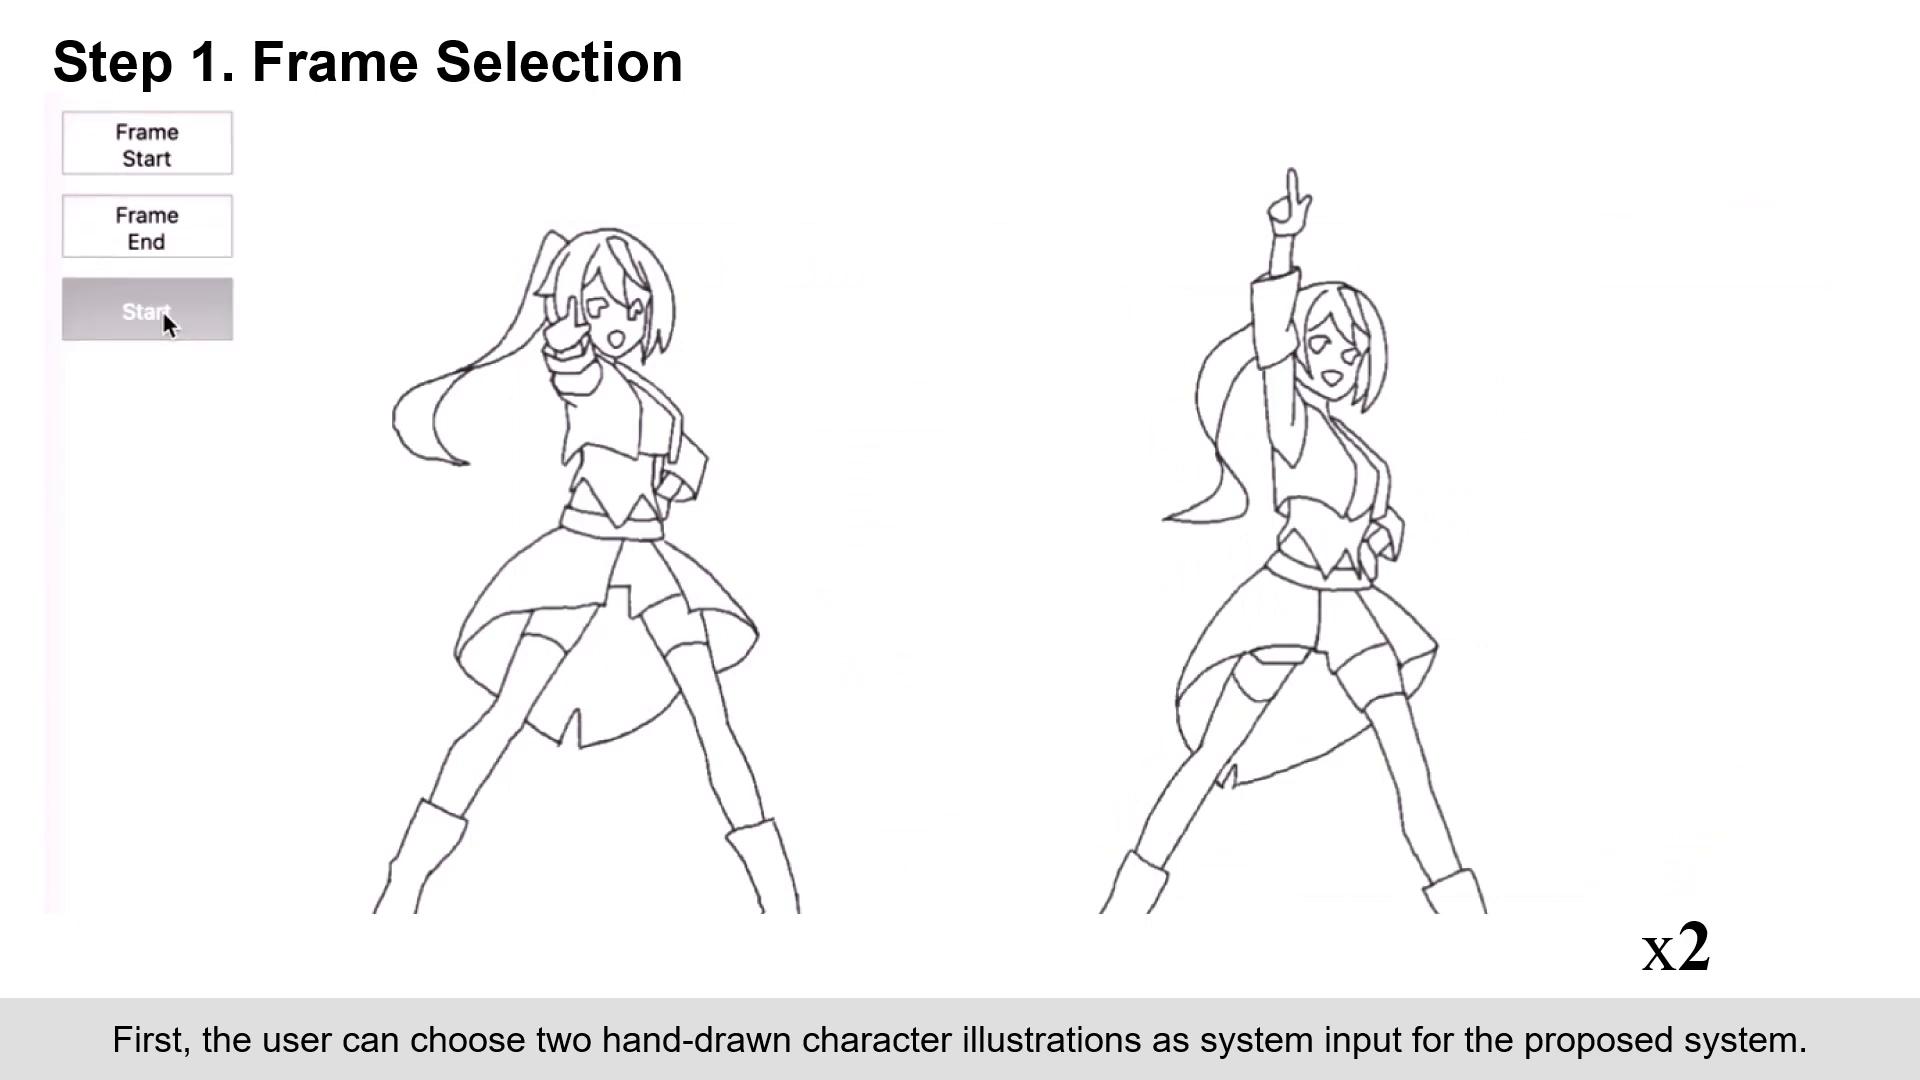 Step 1. Frame Selection
Frame
Start
Frame
End
Start
x2
First, the user can choose two hand-drawn character illustrations as system input for the proposed system.